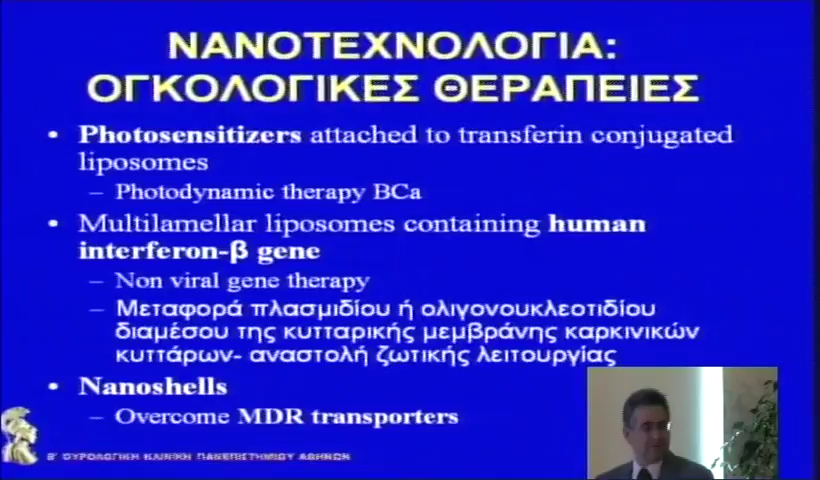 ΝΑΝΟΤΕΧΝΟΛΟΓΙΑ:
ΟΓΚΟΛΟΓΙΚΕΣ ΘΕΡΑΠΕΙΕΣ
• Photosensitizers attached to transferin conjugated
liposomes
– Photodynamic therapy BCa
• Multilamellar liposomes containing human
interferon-β gene
– Non viral gene therapy
– Μεταφορά πλασμιδίου ή ολιγονουκλεοτιδίου
διαμέσου της κυτταρικής μεμβράνης καρκινικών
κυττάρων- αναστολή ζωτικής λειτουργίας
• Nanoshells
– Overcome MDR transporters
Β' ΟΥΡΟΛΟΓΙΚΗ ΚΛΙΝΙΚΗ ΠΑΝΕΠΙΣΤΗΜΙΟΥ ΑΘΗΝΩΝ